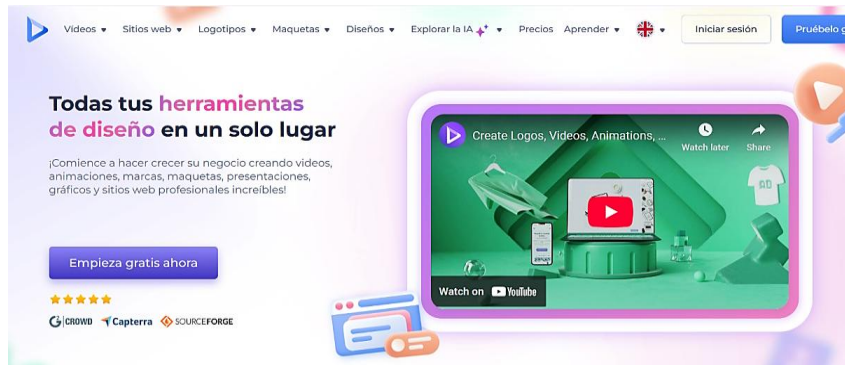 Vídeos Sitios web Logotipos Maquetas Diseños Explorar la IA Precios Aprender Iniciar sesión Pruébelo g
Todas tus herramientas
de diseño en un solo lugar
¡Comience a hacer crecer su negocio creando videos,
animaciones, marcas, maquetas, presentaciones,
gráficos y sitios web profesionales increíbles!
Empieza gratis ahora
G CROWD Capterra SOURCEFORGE
Create Logos, Videos, Animations, ...
Watch later Share
Watch on YouTube